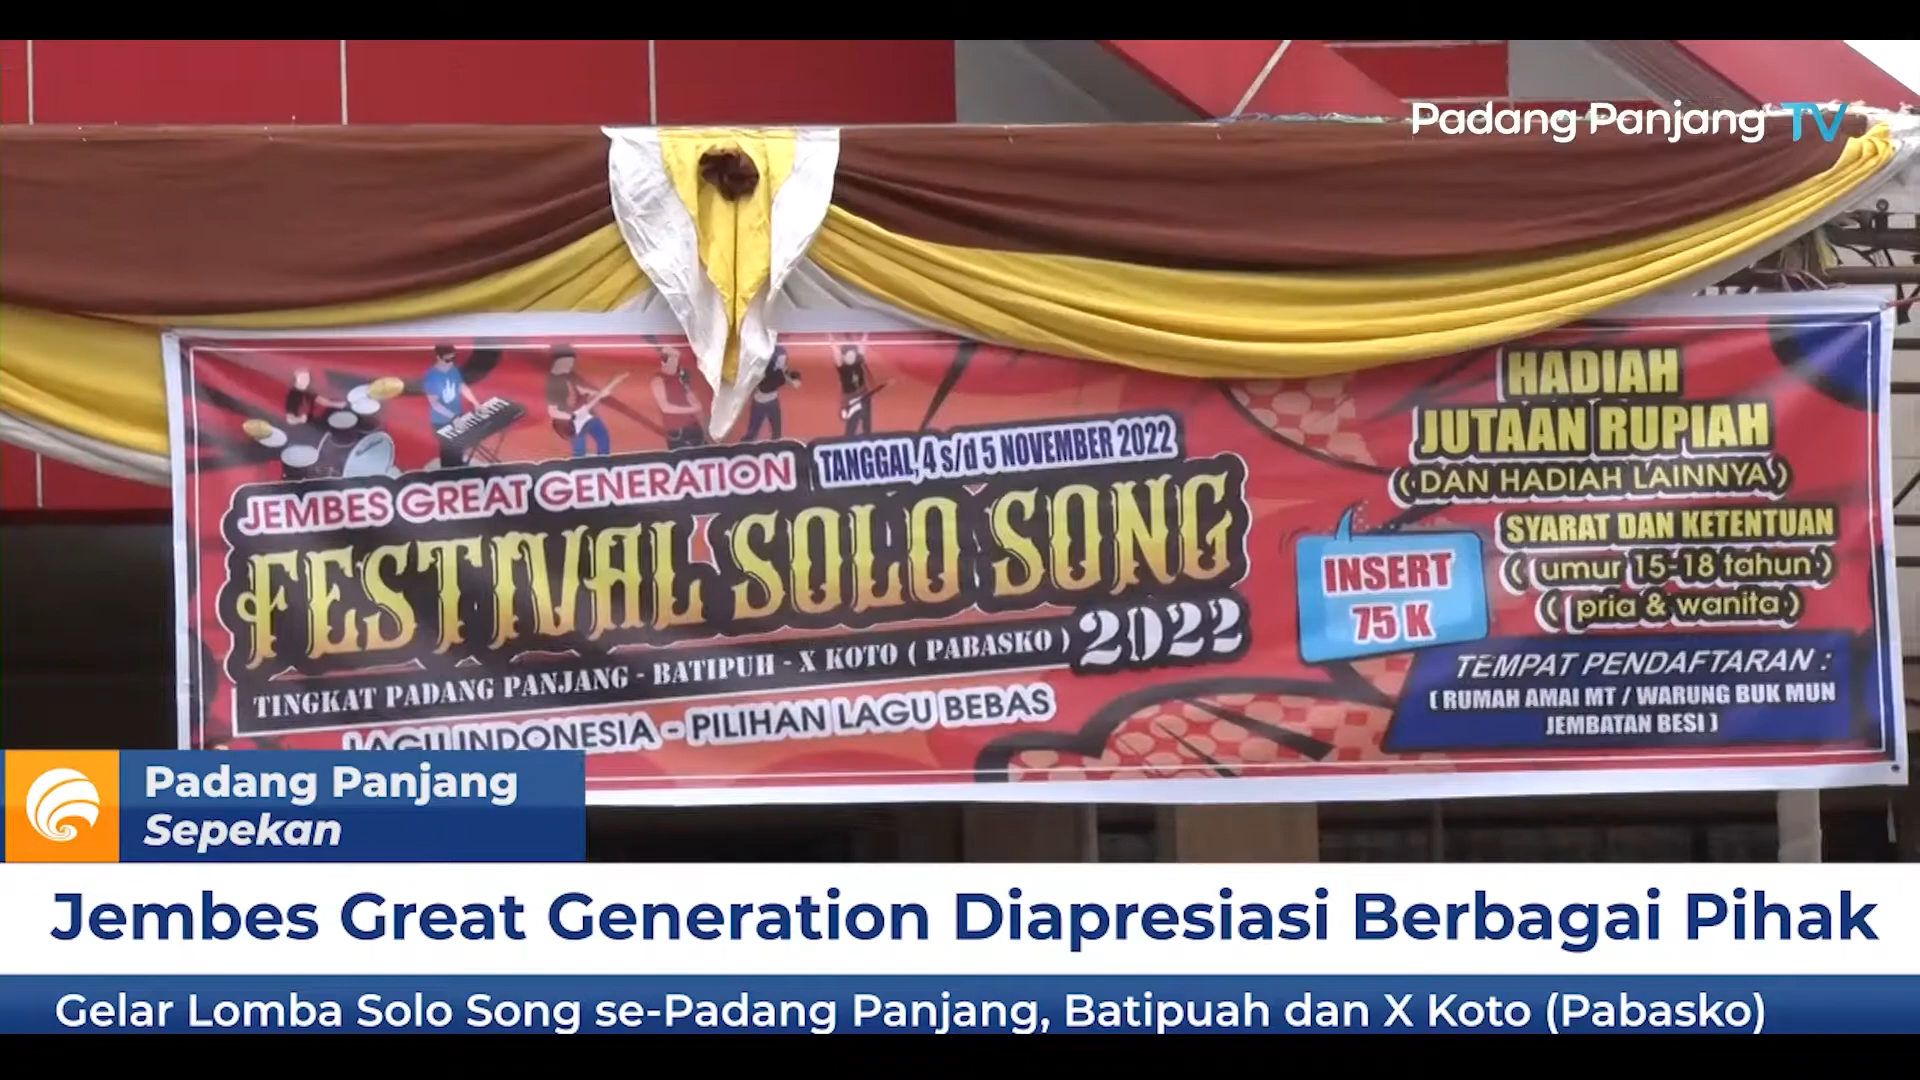 Padang Panjang TV
HADIAH
JUTAAN RUPIAH
( DAN HADIAH LAINNYA )
JEMBES GREAT GENERATION
TANGGAL, 4 s/d 5 NOVEMBER 2022
FESTIVAL SOLO SONG
2022
TINGKAT PADANG PANJANG - BATIPUH - X KOTO ( PABASKO )
LAGU INDONESIA - PILIHAN LAGU BEBAS
INSERT
75 K
SYARAT DAN KETENTUAN
( umur 15-18 tahun )
( pria & wanita )
TEMPAT PENDAFTARAN :
( RUMAH AMAI MT / WARUNG BUK MUN
JEMBATAN BESI )
Padang Panjang
Sepekan
Jembes Great Generation Diapresiasi Berbagai Pihak
Gelar Lomba Solo Song se-Padang Panjang, Batipuah dan X Koto (Pabasko)